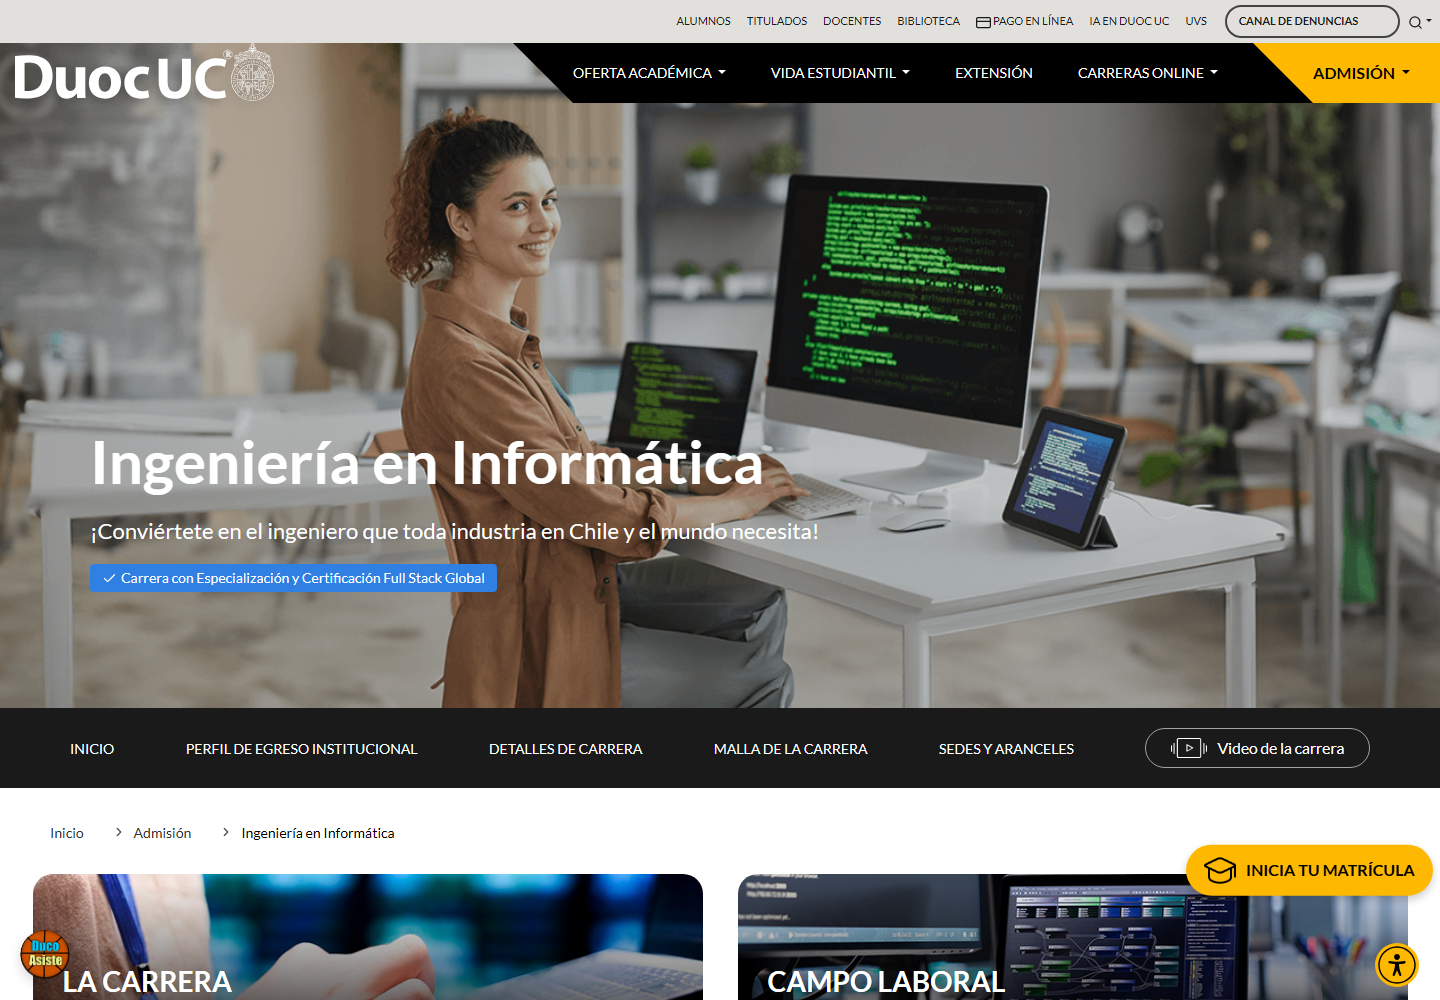 ALUMNOS TITULADOS DOCENTES BIBLIOTECA PAGO EN LÍNEA IA EN DUOC UC UVS CANAL DE DENUNCIAS
Duoc UC®
OFERTA ACADÉMICA VIDA ESTUDIANTIL EXTENSIÓN CARRERAS ONLINE ADMISIÓN
Ingeniería en Informática
¡Conviértete en el ingeniero que toda industria en Chile y el mundo necesita!
Carrera con Especialización y Certificación Full Stack Global
INICIO PERFIL DE EGRESO INSTITUCIONAL DETALLES DE CARRERA MALLA DE LA CARRERA SEDES Y ARANCELES Video de la carrera
Inicio Admisión Ingeniería en Informática
INICIA TU MATRÍCULA
Duco
Asiste
LA CARRERA
CAMPO LABORAL